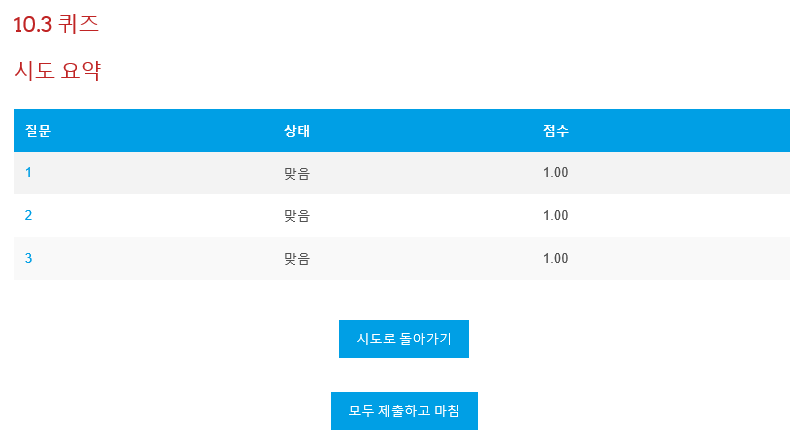 10.3 퀴즈
시도 요약
질문 상태 점수
1 맞음 1.00
2 맞음 1.00
3 맞음 1.00
시도로 돌아가기
모두 제출하고 마침